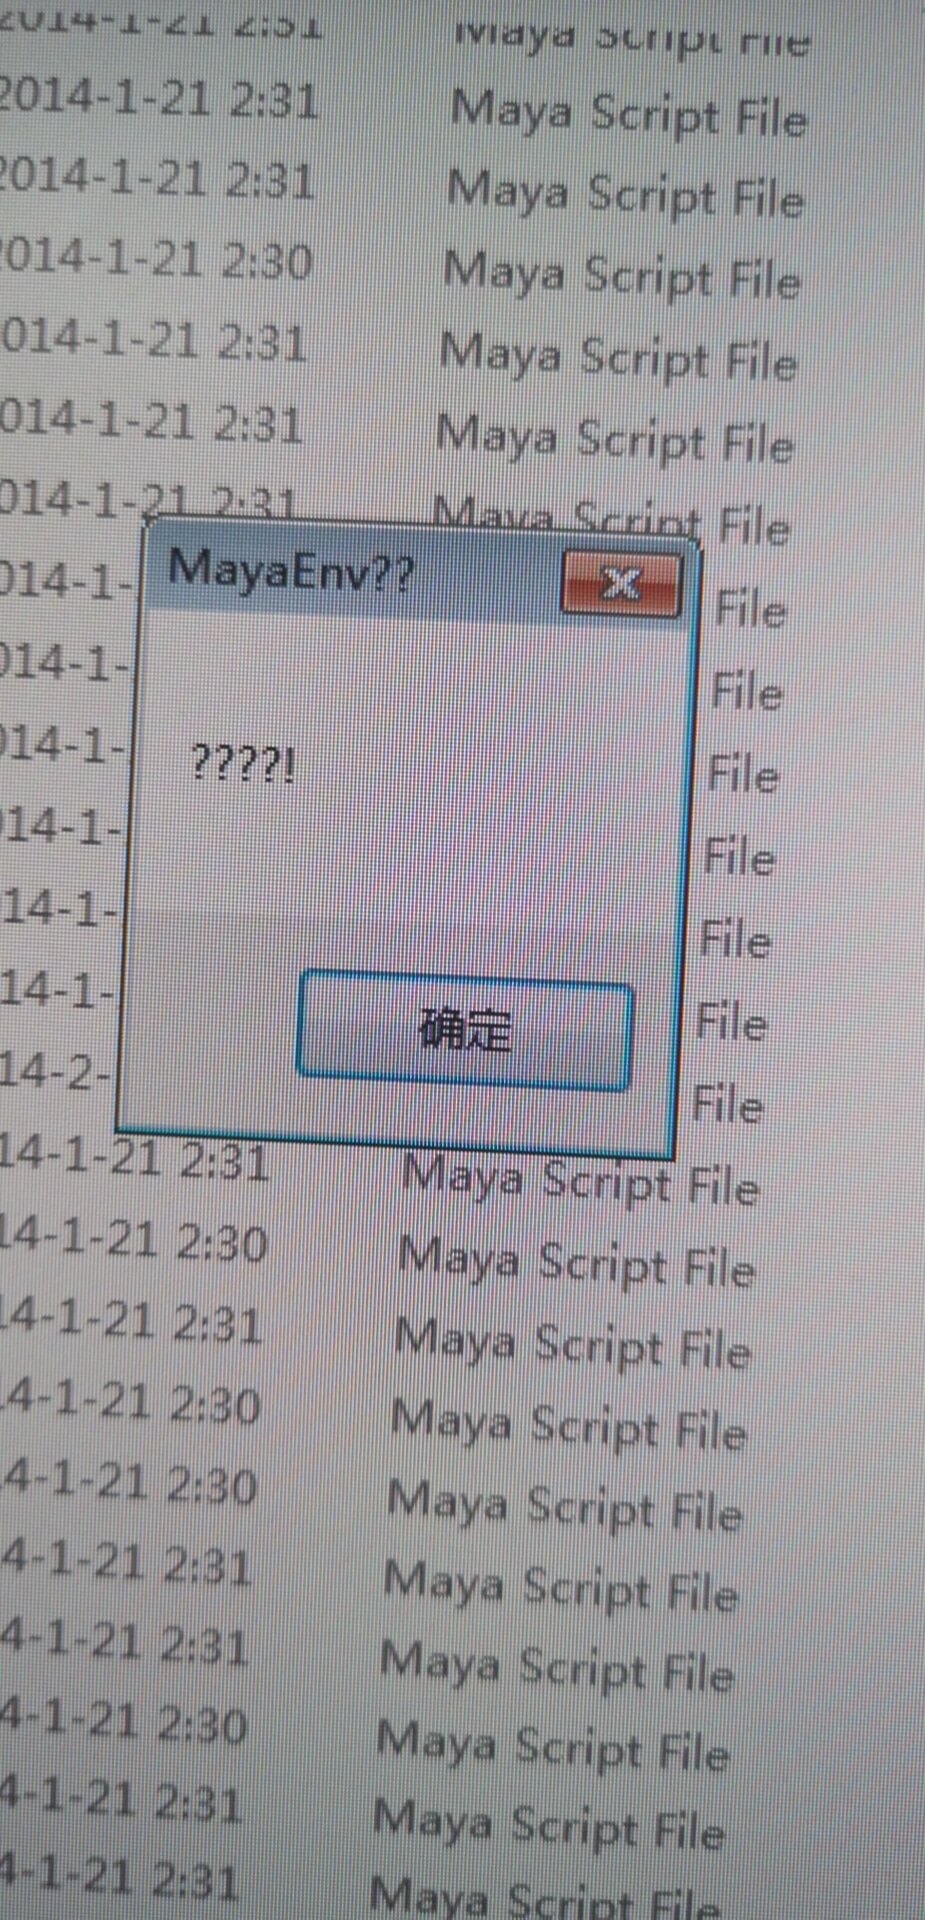 2014-1-21 2:31 Maya Script File
2014-1-21 2:31 Maya Script File
2014-1-21 2:31 Maya Script File
2014-1-21 2:30 Maya Script File
014-1-21 2:31 Maya Script File
014-1-21 2:31 Maya Script File
014-1-21 2:31 Maya Script File
MayaEnv??
014-1- File
014-1- File
014-1- File
????!
14-1- File
14-1- File
14-1- File
确定
14-2- File
14-1-21 2:31 Maya Script File
14-1-21 2:30 Maya Script File
14-1-21 2:31 Maya Script File
4-1-21 2:30 Maya Script File
4-1-21 2:30 Maya Script File
4-1-21 2:31 Maya Script File
4-1-21 2:31 Maya Script File
4-1-21 2:30 Maya Script File
4-1-21 2:31 Maya Script File
4-1-21 2:31 Maya Script File